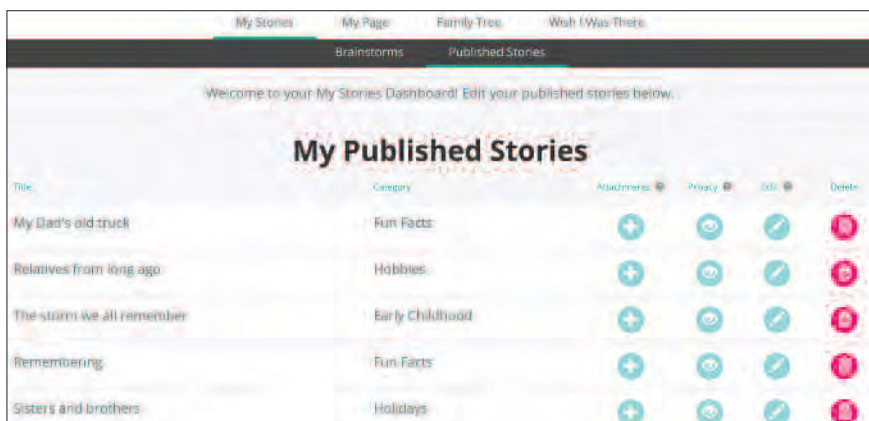 My Stories My Page Family Tree Wish I Was There
Brainstorms Published Stories
Welcome to your My Stories Dashboard! Edit your published stories below.
My Published Stories
Title Category Attachments Privacy Edit Delete
My Dad's old truck Fun Facts
Relatives from long ago Hobbies
The storm we all remember Early Childhood
Remembering Fun Facts
Sisters and brothers Holidays